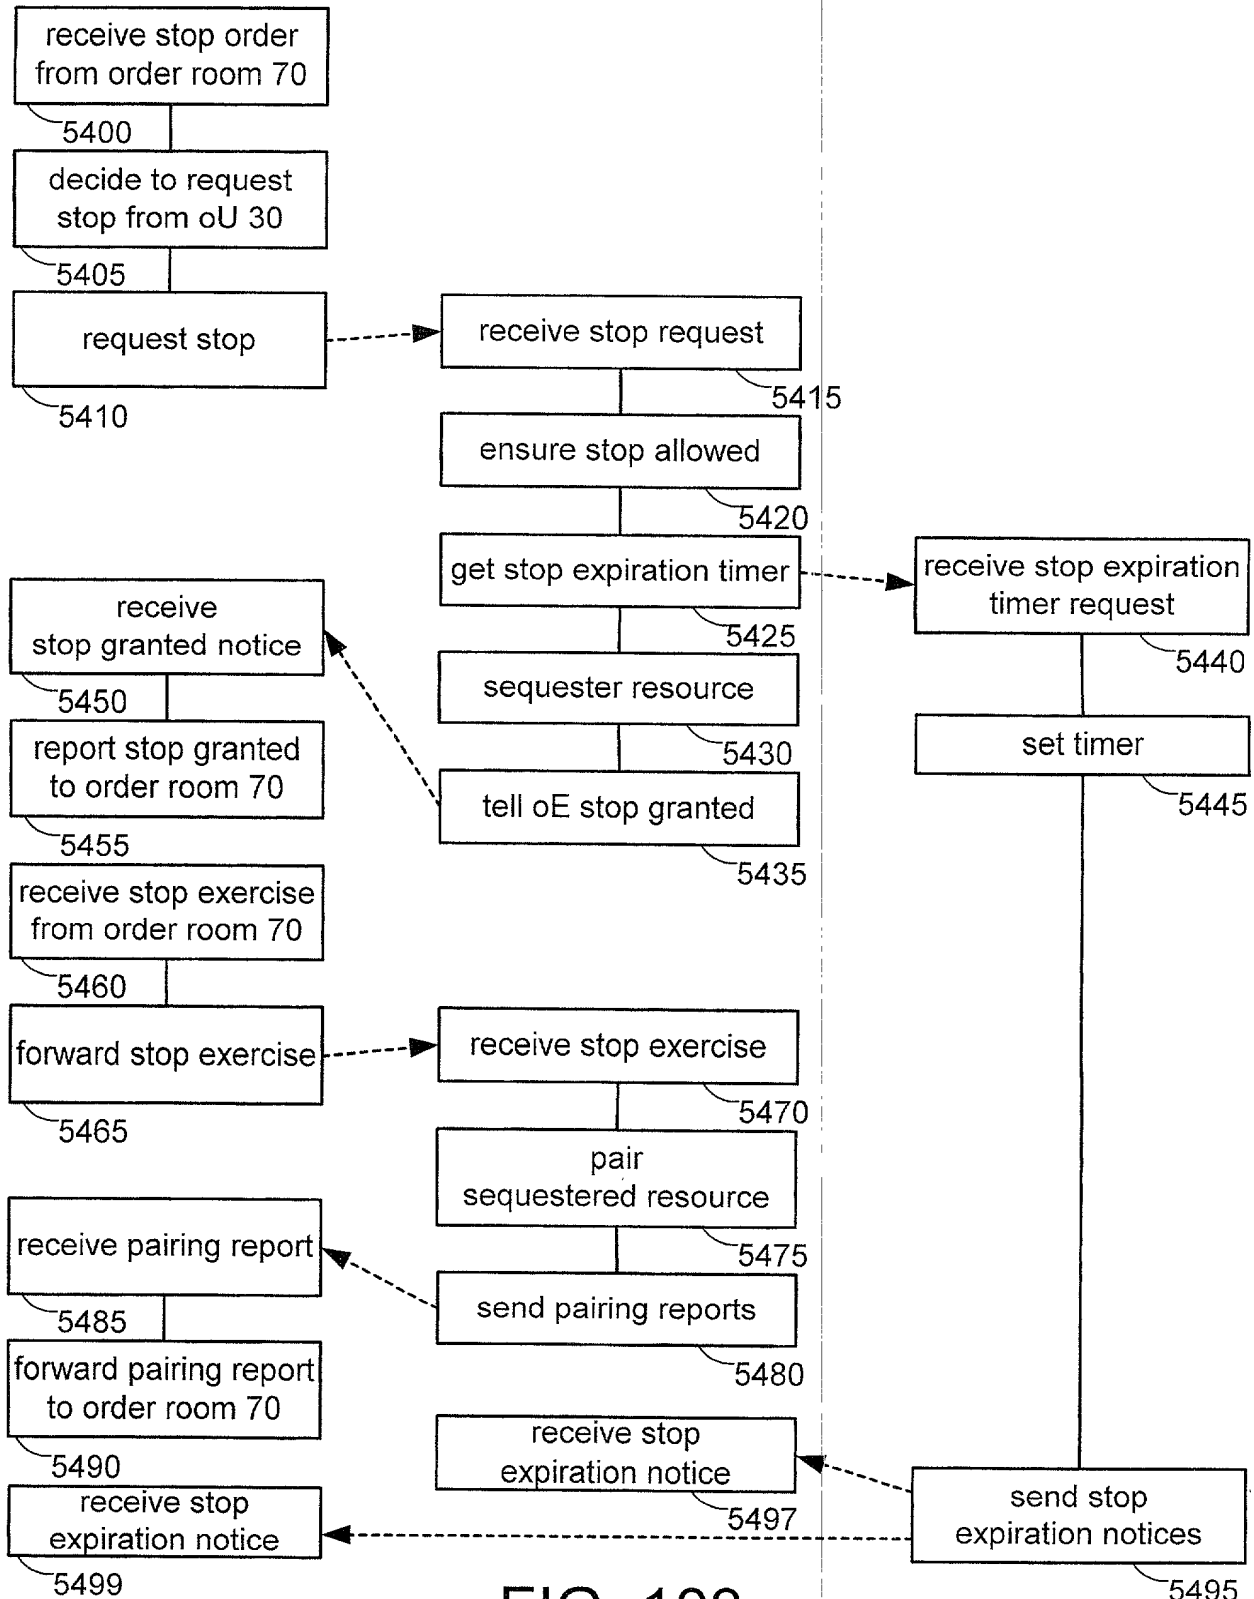 receive stop order
from order room 70
5400
decide to request
stop from oU 30
5405
request stop
5410
receive stop request
5415
ensure stop allowed
5420
get stop expiration timer
5425
receive stop expiration
timer request
5440
sequester resource
5430
set timer
5445
tell oE stop granted
5435
receive
stop granted notice
5450
report stop granted
to order room 70
5455
receive stop exercise
from order room 70
5460
forward stop exercise
5465
receive stop exercise
5470
pair
sequestered resource
5475
send pairing reports
5480
receive pairing report
5485
forward pairing report
to order room 70
5490
receive stop
expiration notice
5497
send stop
expiration notices
5495
receive stop
expiration notice
5499
FIG.